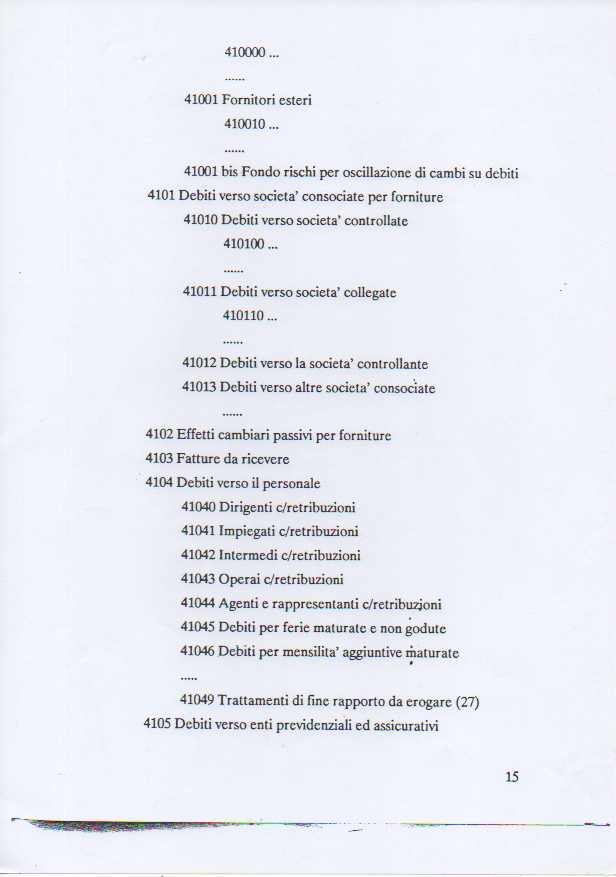 410000 ...
......
41001 Fornitori esteri
410010 ...
......
41001 bis Fondo rischi per oscillazione di cambi su debiti
4101 Debiti verso societa' consociate per forniture
41010 Debiti verso societa' controllate
410100 ...
......
41011 Debiti verso societa' collegate
410110 ...
......
41012 Debiti verso la societa' controllante
41013 Debiti verso altre societa' consociate
......
4102 Effetti cambiari passivi per forniture
4103 Fatture da ricevere
4104 Debiti verso il personale
41040 Dirigenti c/retribuzioni
41041 Impiegati c/retribuzioni
41042 Intermedi c/retribuzioni
41043 Operai c/retribuzioni
41044 Agenti e rappresentanti c/retribuzioni
41045 Debiti per ferie maturate e non godute
41046 Debiti per mensilita' aggiuntive maturate
.....
41049 Trattamenti di fine rapporto da erogare (27)
4105 Debiti verso enti previdenziali ed assicurativi
15